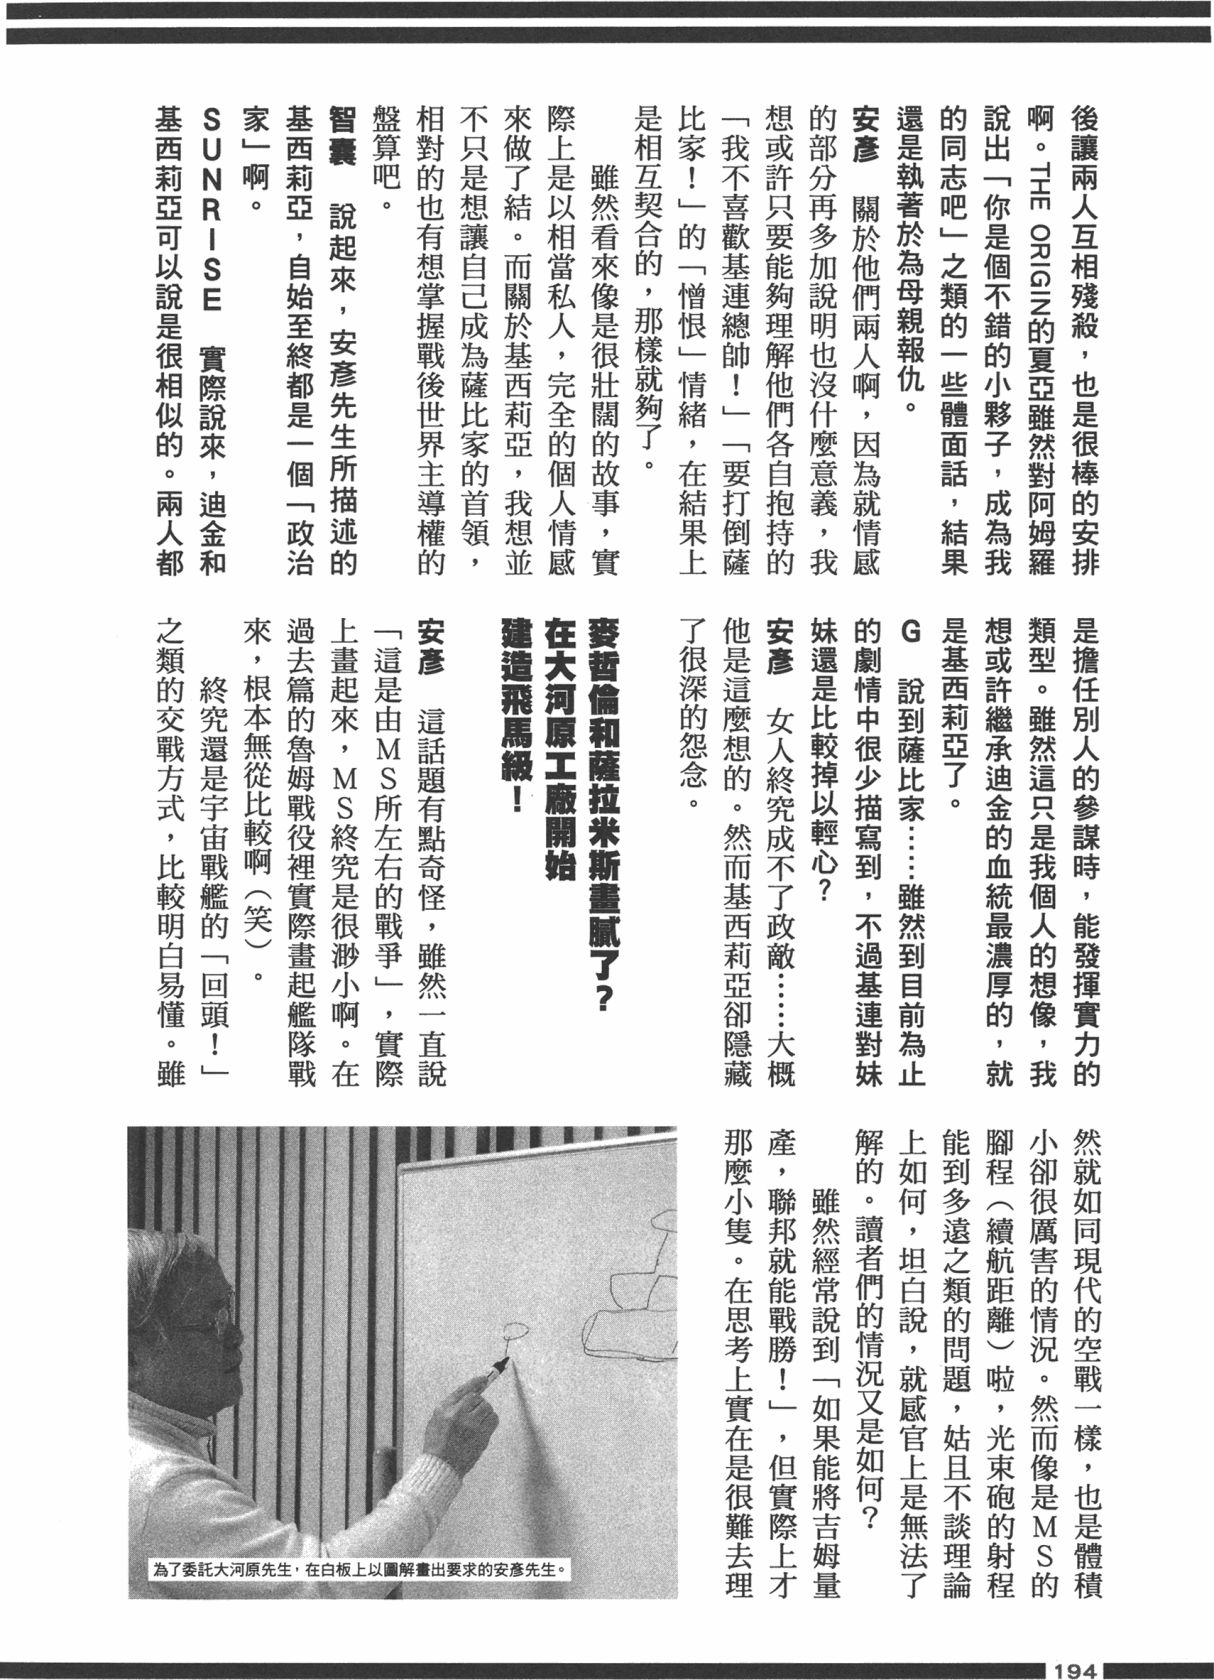 後讓兩人互相殘殺，也是很棒的安排
啊。THE ORIGIN的夏亞雖然對阿姆羅
說出「你是個不錯的小夥子，成為我
的同志吧」之類的一些體面話，結果
還是執著於為母親報仇。
安彥　關於他們兩人啊，因為就情感
的部分再多加說明也沒什麼意義，我
想或許只要能夠理解他們各自抱持的
「我不喜歡基連總帥！」「要打倒薩
比家！」的「憎恨」情緒，在結果上
是相互契合的，那樣就夠了。
雖然看來像是很壯闊的故事，實
際上是以相當私人，完全的個人情感
來做了結。而關於基西莉亞，我想並
不只是想讓自己成為薩比家的首領，
相對的也有想掌握戰後世界主導權的
盤算吧。
智囊　說起來，安彥先生所描述的
基西莉亞，自始至終都是一個「政治
家」啊。
SUNRISE　實際說來，迪金和
基西莉亞可以說是很相似的。兩人都
是擔任別人的參謀時，能發揮實力的
類型。雖然這只是我個人的想像，我
想或許繼承迪金的血統最濃厚的，就
是基西莉亞了。
G　說到薩比家……雖然到目前為止
的劇情中很少描寫到，不過基連對妹
妹還是比較掉以輕心？
安彥　女人終究成不了政敵……大概
他是這麼想的。然而基西莉亞卻隱藏
了很深的怨念。
麥哲倫和薩拉米斯畫膩了？
在大河原工廠開始
建造飛馬級！
安彥　這話題有點奇怪，雖然一直說
「這是由MS所左右的戰爭」，實際
上畫起來，MS終究是很渺小啊。在
過去篇的魯姆戰役裡實際畫起艦隊戰
來，根本無從比較啊（笑）。
終究還是宇宙戰艦的「回頭！」
之類的交戰方式，比較明白易懂。雖
然就如同現代的空戰一樣，也是體積
小卻很厲害的情況。然而像是MS的
腳程（續航距離）啦，光束砲的射程
能到多遠之類的問題，姑且不談理論
上如何，坦白說，就感官上是無法了
解的。讀者們的情況又是如何？
雖然經常說到「如果能將吉姆量
產，聯邦就能戰勝！」，但實際上才
那麼小隻。在思考上實在是很難去理
為了委託大河原先生，在白板上以圖解畫出要求的安彥先生。
194